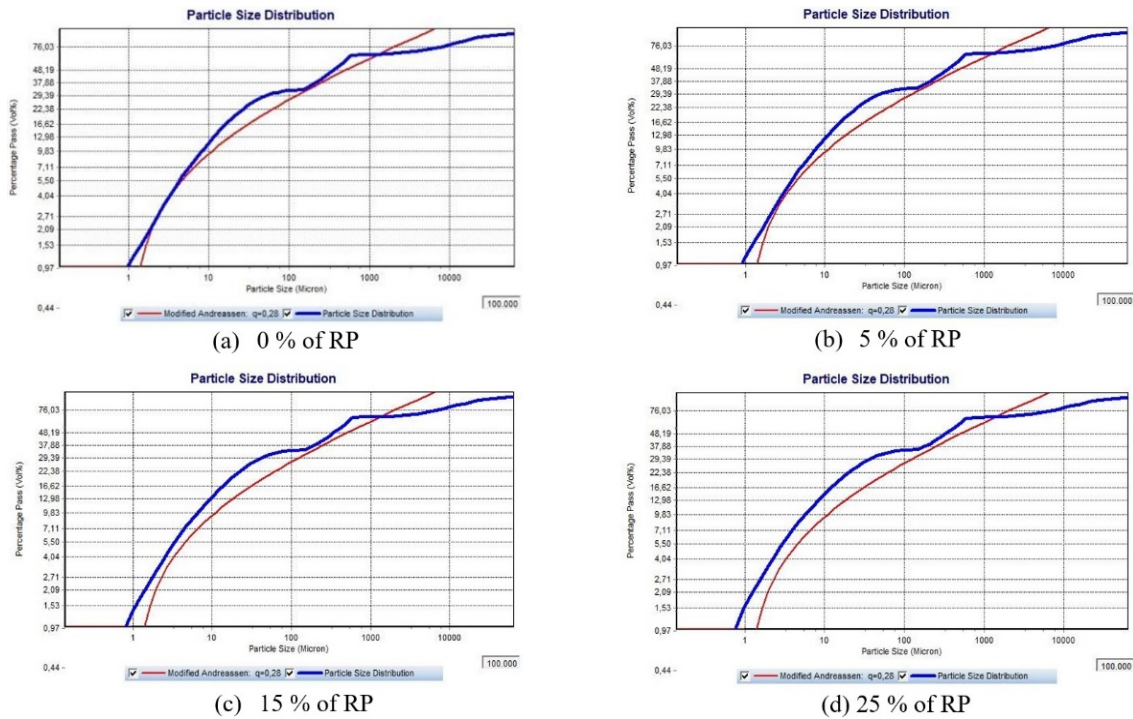 Particle Size Distribution
Percentage Pass (Vol%)
76,03
48,19
37,88
29,39
22,38
16,62
12,98
9,83
7,11
5,50
4,04
2,71
2,09
1,53
0,97
0,44
1 10 100 1000 10000
Particle Size (Micron)
100.000
Modified Andreassen: q=0,28 Particle Size Distribution
(a) 0 % of RP
Particle Size Distribution
Percentage Pass (Vol%)
76,03
48,19
37,88
29,39
22,38
16,62
12,98
9,83
7,11
5,50
4,04
2,71
2,09
1,53
0,97
0,44
1 10 100 1000 10000
Particle Size (Micron)
100.000
Modified Andreassen: q=0,28 Particle Size Distribution
(b) 5 % of RP
Particle Size Distribution
Percentage Pass (Vol%)
76,03
48,19
37,88
29,39
22,38
16,62
12,98
9,83
7,11
5,50
4,04
2,71
2,09
1,53
0,97
0,44
1 10 100 1000 10000
Particle Size (Micron)
100.000
Modified Andreassen: q=0,28 Particle Size Distribution
(c) 15 % of RP
Particle Size Distribution
Percentage Pass (Vol%)
76,03
48,19
37,88
29,39
22,38
16,62
12,98
9,83
7,11
5,50
4,04
2,71
2,09
1,53
0,97
0,44
1 10 100 1000 10000
Particle Size (Micron)
100.000
Modified Andreassen: q=0,28 Particle Size Distribution
(d) 25 % of RP